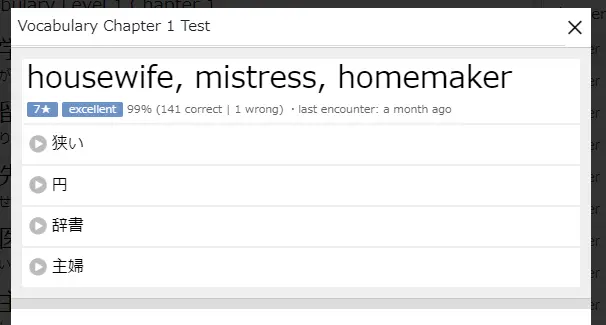 Vocabulary Chapter 1 Test
housewife, mistress, homemaker
7★ excellent 99% (141 correct | 1 wrong) · last encounter: a month ago
狭い
円
辞書
主婦